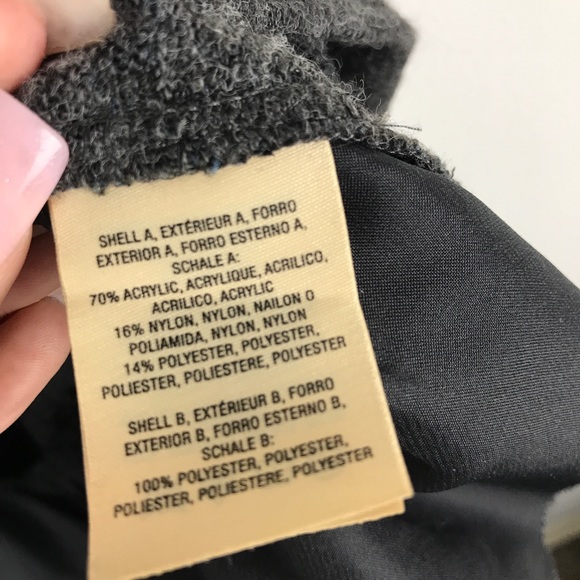 SHELL A, EXTÉRIEUR A, FORRO
EXTERIOR A, FORRO ESTERNO A,
SCHALE A:
70% ACRYLIC, ACRYLIQUE, ACRILICO,
ACRILICO, ACRYLIC
16% NYLON, NYLON, NAILON O
POLIAMIDA, NYLON, NYLON
14% POLYESTER, POLYESTER,
POLIESTER, POLIESTERE, POLYESTER
SHELL B, EXTÉRIEUR B, FORRO
EXTERIOR B, FORRO ESTERNO B,
SCHALE B:
100% POLYESTER, POLYESTER,
POLIESTER, POLIESTERE, POLYESTER